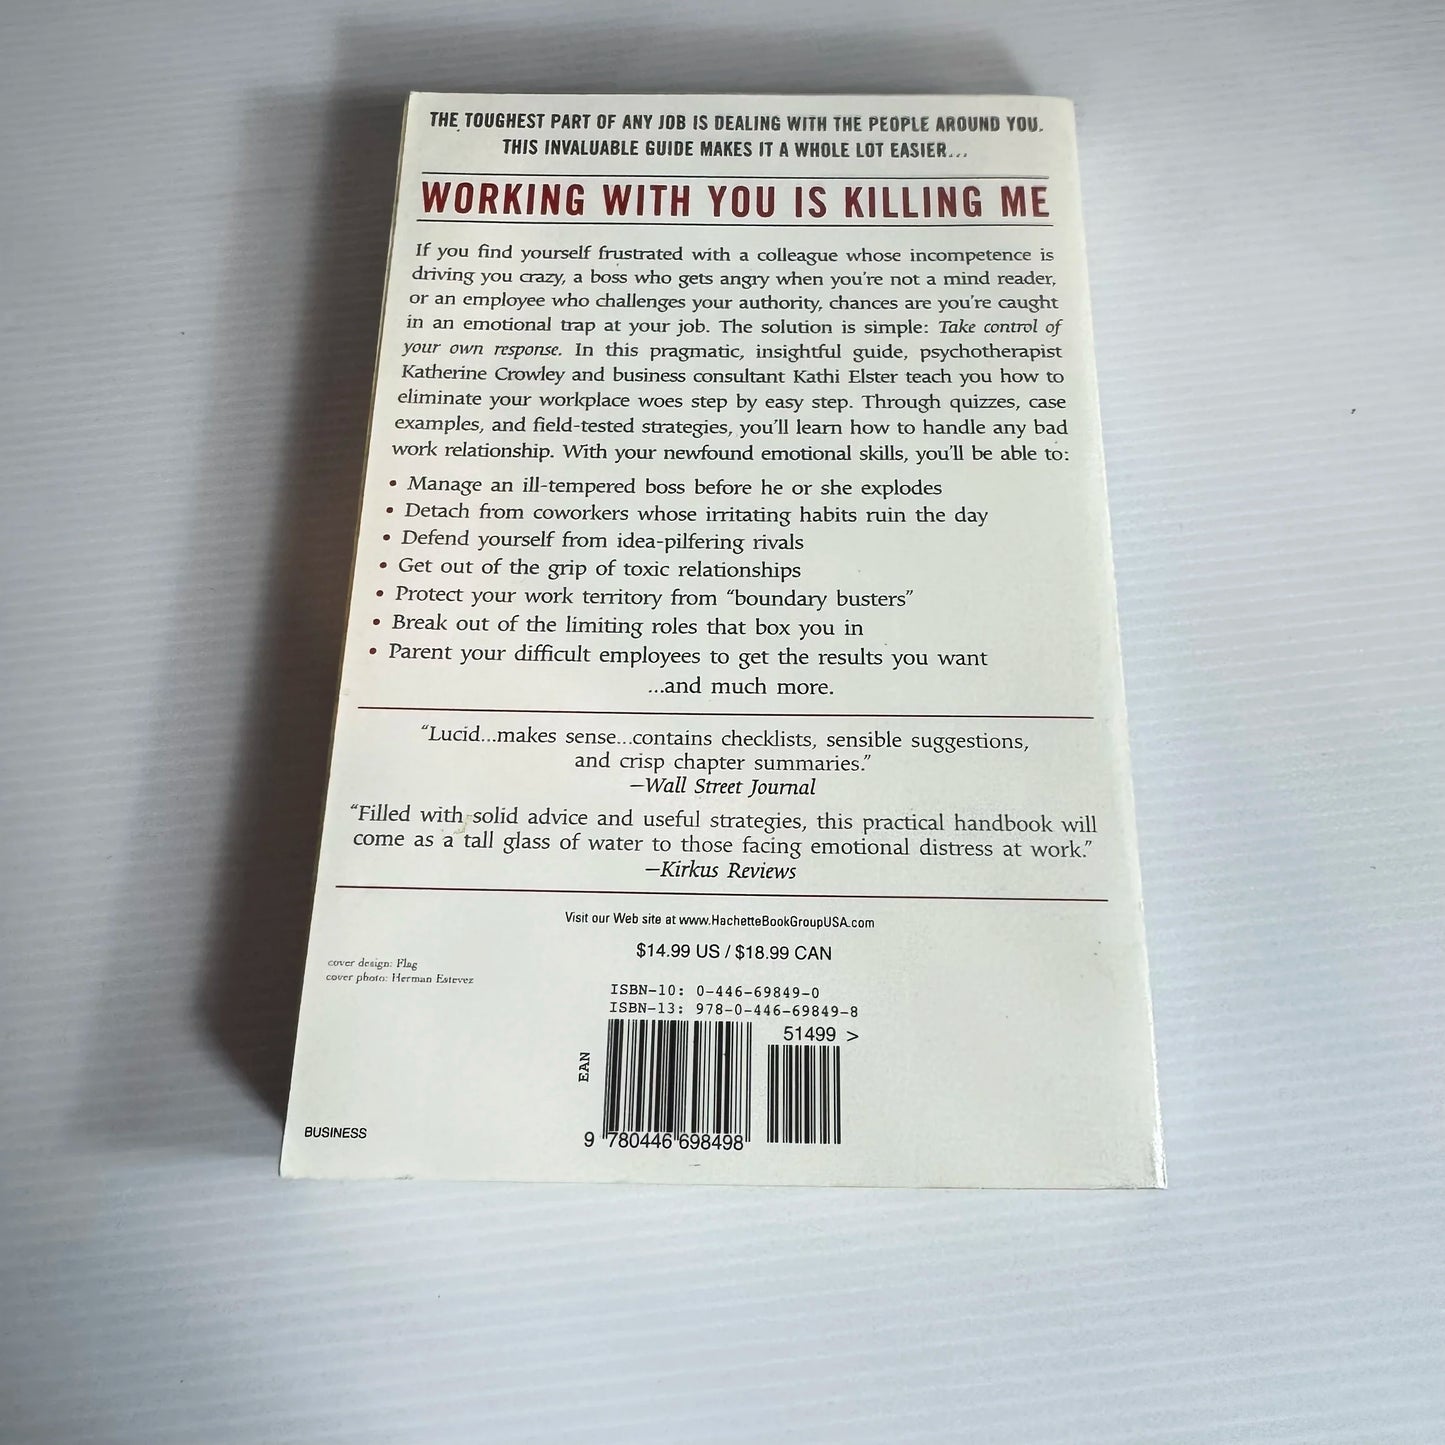 THE TOUGHEST PART OF ANY JOB IS DEALING WITH THE PEOPLE AROUND YOU.
THIS INVALUABLE GUIDE MAKES IT A WHOLE LOT EASIER...
WORKING WITH YOU IS KILLING ME
If you find yourself frustrated with a colleague whose incompetence is
driving you crazy, a boss who gets angry when you're not a mind reader,
or an employee who challenges your authority, chances are you're caught
in an emotional trap at your job. The solution is simple: Take control of
your own response. In this pragmatic, insightful guide, psychotherapist
Katherine Crowley and business consultant Kathi Elster teach you how to
eliminate your workplace woes step by easy step. Through quizzes, case
examples, and field-tested strategies, you'll learn how to handle any bad
work relationship. With your newfound emotional skills, you'll be able to:
• Manage an ill-tempered boss before he or she explodes
• Detach from coworkers whose irritating habits ruin the day
• Defend yourself from idea-pilfering rivals
• Get out of the grip of toxic relationships
• Protect your work territory from “boundary busters”
• Break out of the limiting roles that box you in
• Parent your difficult employees to get the results you want
...and much more.
“Lucid...makes sense...contains checklists, sensible suggestions,
and crisp chapter summaries.”
—Wall Street Journal
“Filled with solid advice and useful strategies, this practical handbook will
come as a tall glass of water to those facing emotional distress at work.”
—Kirkus Reviews
Visit our Web site at www.HachetteBookGroupUSA.com
$14.99 US / $18.99 CAN
cover design: Flag
cover photo: Herman Estevez
ISBN-10: 0-446-69849-0
ISBN-13: 978-0-446-69849-8
51499 >
EAN
9 780446 698498
BUSINESS